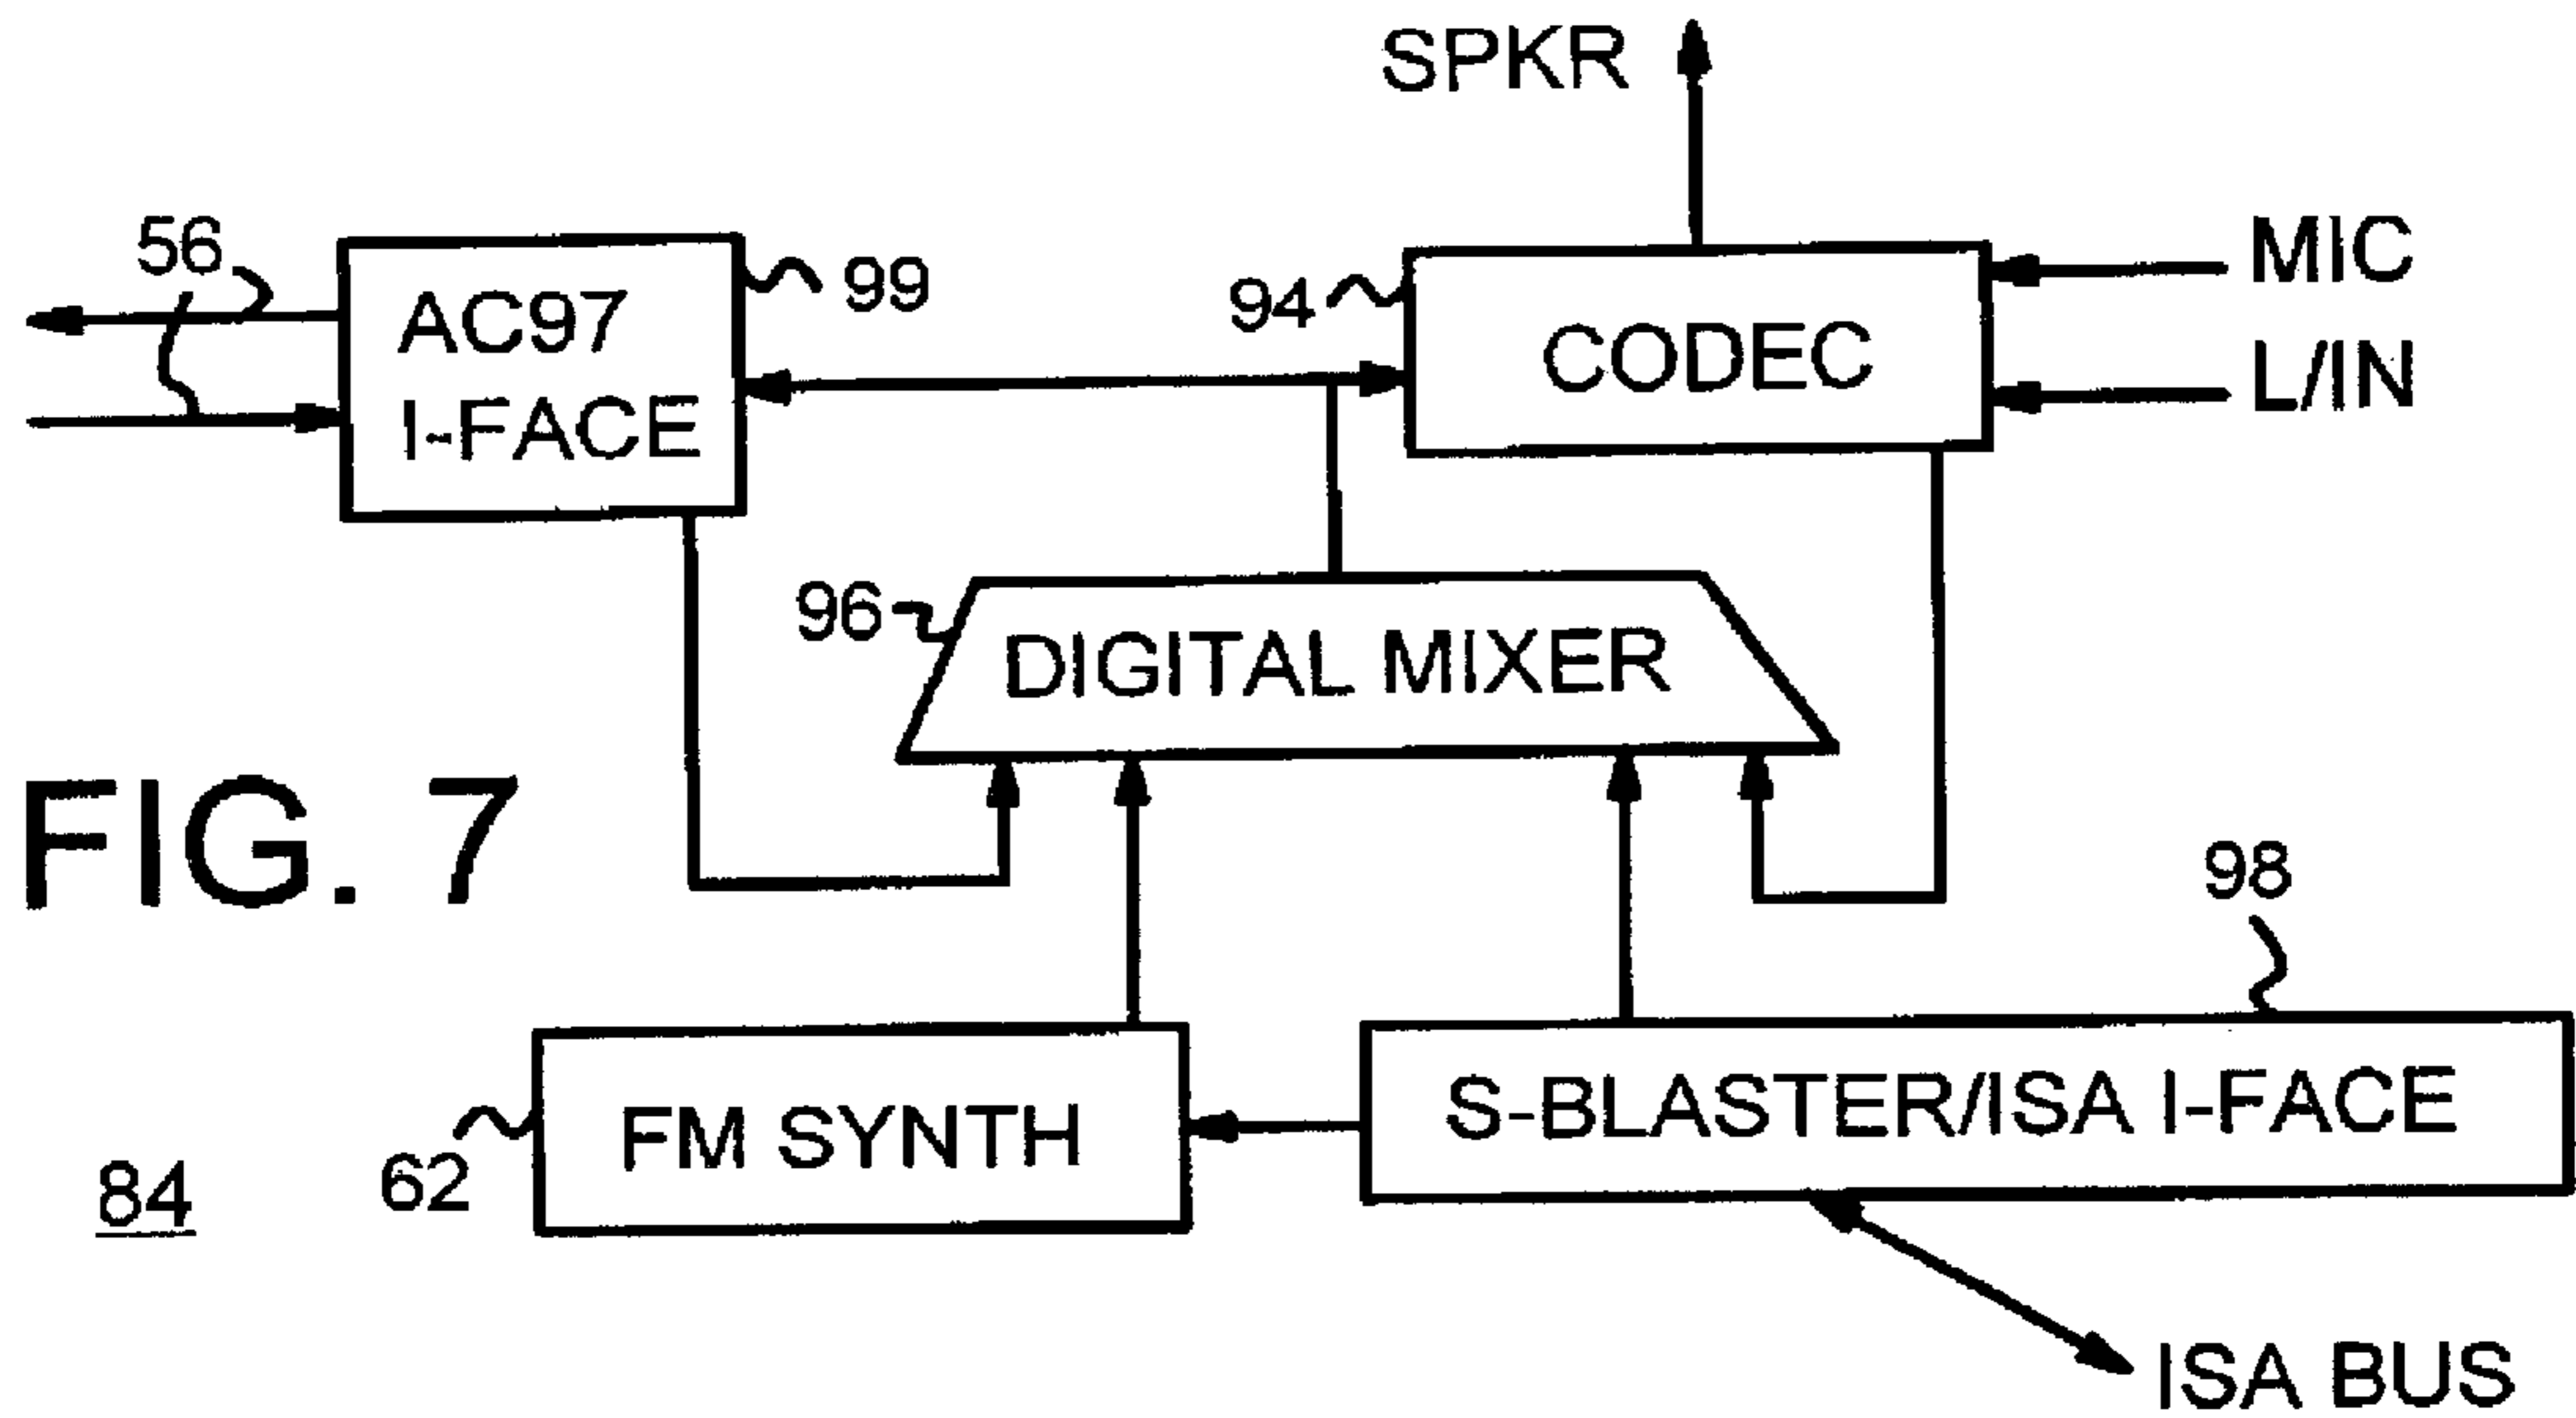 SPKR
56
AC97
I-FACE
99
94
CODEC
MIC
L/IN
96
DIGITAL MIXER
FIG. 7
98
62
FM SYNTH
S-BLASTER/ISA I-FACE
84
ISA BUS